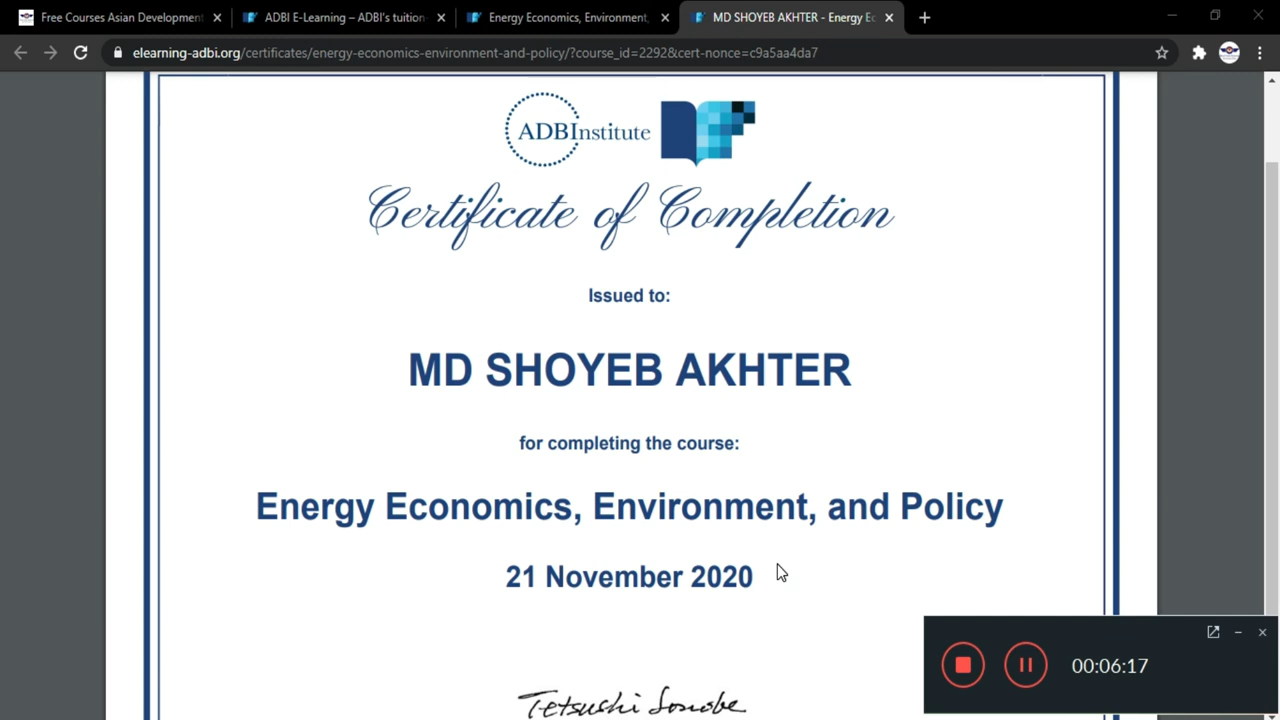 Free Courses Asian Development
ADBI E-Learning – ADBI's tuition
Energy Economics, Environment,
MD SHOYEB AKHTER - Energy Ec
elearning-adbi.org/certificates/energy-economics-environment-and-policy/?course_id=2292&cert-nonce=c9a5aa4da7
ADBInstitute
Certificate of Completion
Issued to:
MD SHOYEB AKHTER
for completing the course:
Energy Economics, Environment, and Policy
21 November 2020
Tetsushi Sonobe
00:06:17